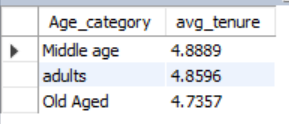 Age_category avg_tenure
Middle age 4.8889
adults 4.8596
Old Aged 4.7357